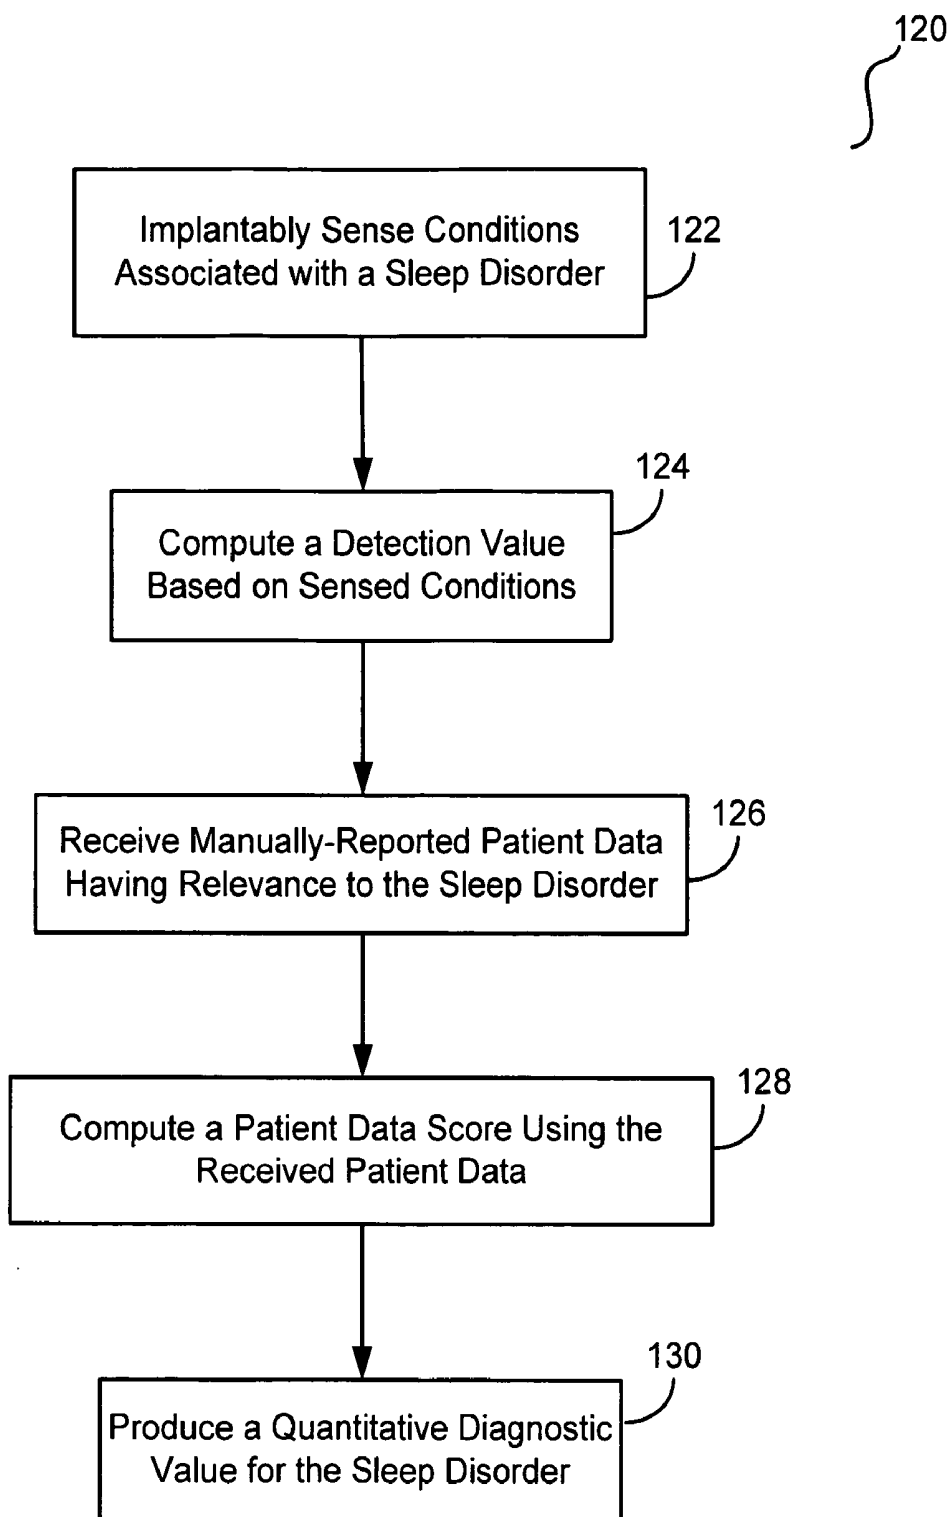 120
Implantably Sense Conditions
Associated with a Sleep Disorder
122
124
Compute a Detection Value
Based on Sensed Conditions
126
Receive Manually-Reported Patient Data
Having Relevance to the Sleep Disorder
128
Compute a Patient Data Score Using the
Received Patient Data
130
Produce a Quantitative Diagnostic
Value for the Sleep Disorder